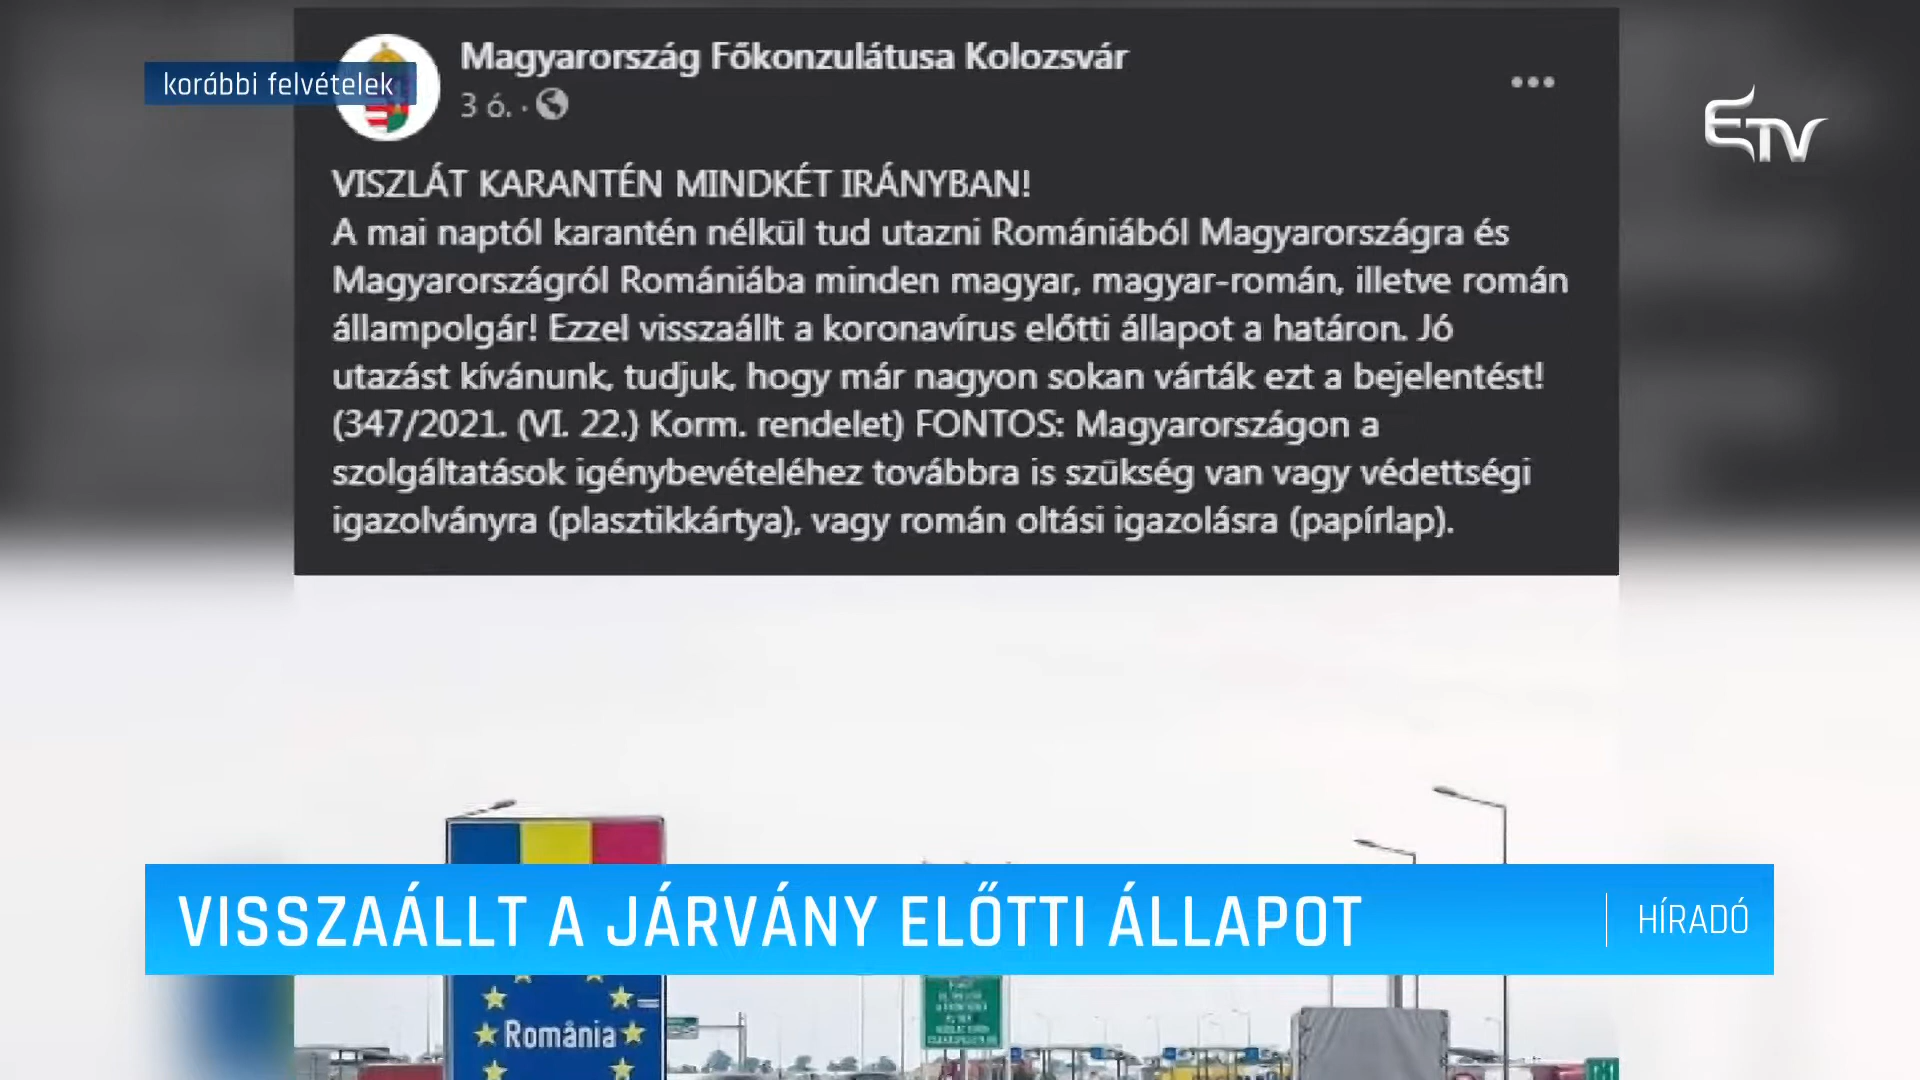 korábbi felvételek
Magyarország Főkonzulátusa Kolozsvár
3 ó. ·
ETV
VISZLÁT KARANTÉN MINDKÉT IRÁNYBAN!
A mai naptól karantén nélkül tud utazni Romániából Magyarországra és
Magyarországról Romániába minden magyar, magyar-román, illetve román
állampolgár! Ezzel visszaállt a koronavírus előtti állapot a határon. Jó
utazást kívánunk, tudjuk, hogy már nagyon sokan várták ezt a bejelentést!
(347/2021. (VI. 22.) Korm. rendelet) FONTOS: Magyarországon a
szolgáltatások igénybevételéhez továbbra is szükség van vagy védettségi
igazolványra (plasztikkártya), vagy román oltási igazolásra (papírlap).
VISSZAÁLLT A JÁRVÁNY ELŐTTI ÁLLAPOT
HÍRADÓ
România